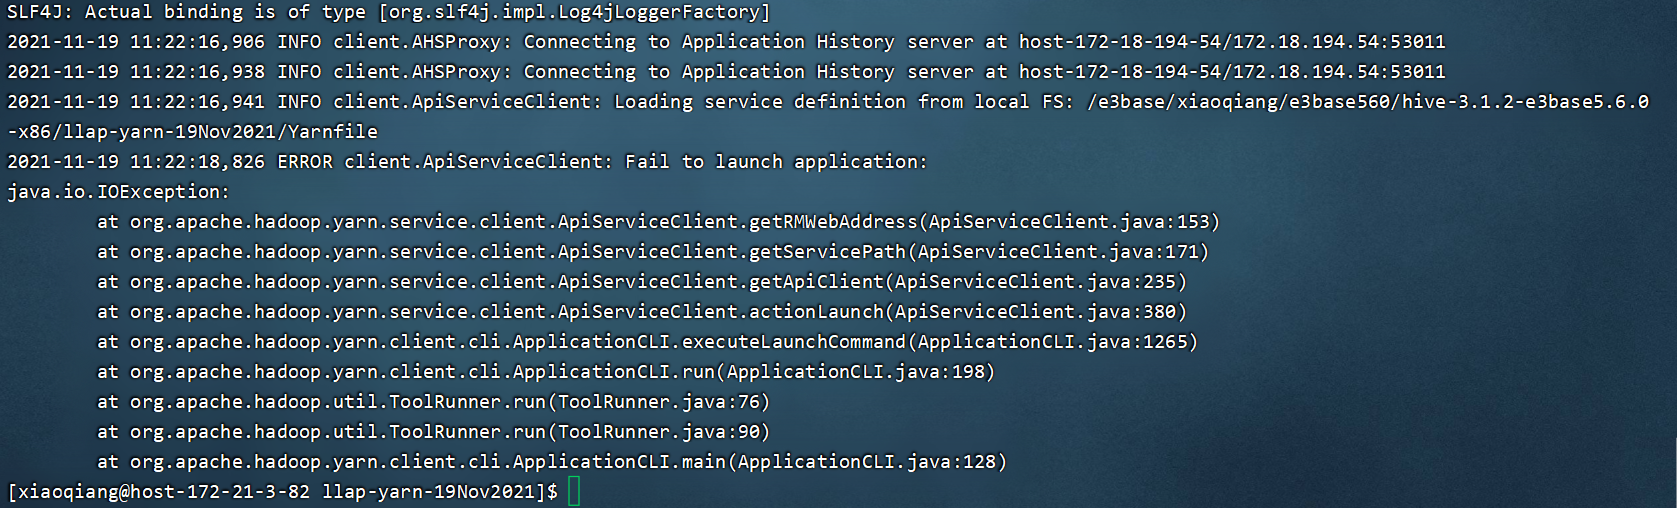 SLF4J: Actual binding is of type [org.slf4j.impl.Log4jLoggerFactory]
2021-11-19 11:22:16,906 INFO client.AHSProxy: Connecting to Application History server at host-172-18-194-54/172.18.194.54:53011
2021-11-19 11:22:16,938 INFO client.AHSProxy: Connecting to Application History server at host-172-18-194-54/172.18.194.54:53011
2021-11-19 11:22:16,941 INFO client.ApiServiceClient: Loading service definition from local FS: /e3base/xiaoqiang/e3base560/hive-3.1.2-e3base5.6.0
-x86/llap-yarn-19Nov2021/Yarnfile
2021-11-19 11:22:18,826 ERROR client.ApiServiceClient: Fail to launch application:
java.io.IOException:
at org.apache.hadoop.yarn.service.client.ApiServiceClient.getRMWebAddress(ApiServiceClient.java:153)
at org.apache.hadoop.yarn.service.client.ApiServiceClient.getServicePath(ApiServiceClient.java:171)
at org.apache.hadoop.yarn.service.client.ApiServiceClient.getApiClient(ApiServiceClient.java:235)
at org.apache.hadoop.yarn.service.client.ApiServiceClient.actionLaunch(ApiServiceClient.java:380)
at org.apache.hadoop.yarn.client.cli.ApplicationCLI.executeLaunchCommand(ApplicationCLI.java:1265)
at org.apache.hadoop.yarn.client.cli.ApplicationCLI.run(ApplicationCLI.java:198)
at org.apache.hadoop.util.ToolRunner.run(ToolRunner.java:76)
at org.apache.hadoop.util.ToolRunner.run(ToolRunner.java:90)
at org.apache.hadoop.yarn.client.cli.ApplicationCLI.main(ApplicationCLI.java:128)
[xiaoqiang@host-172-21-3-82 llap-yarn-19Nov2021]$